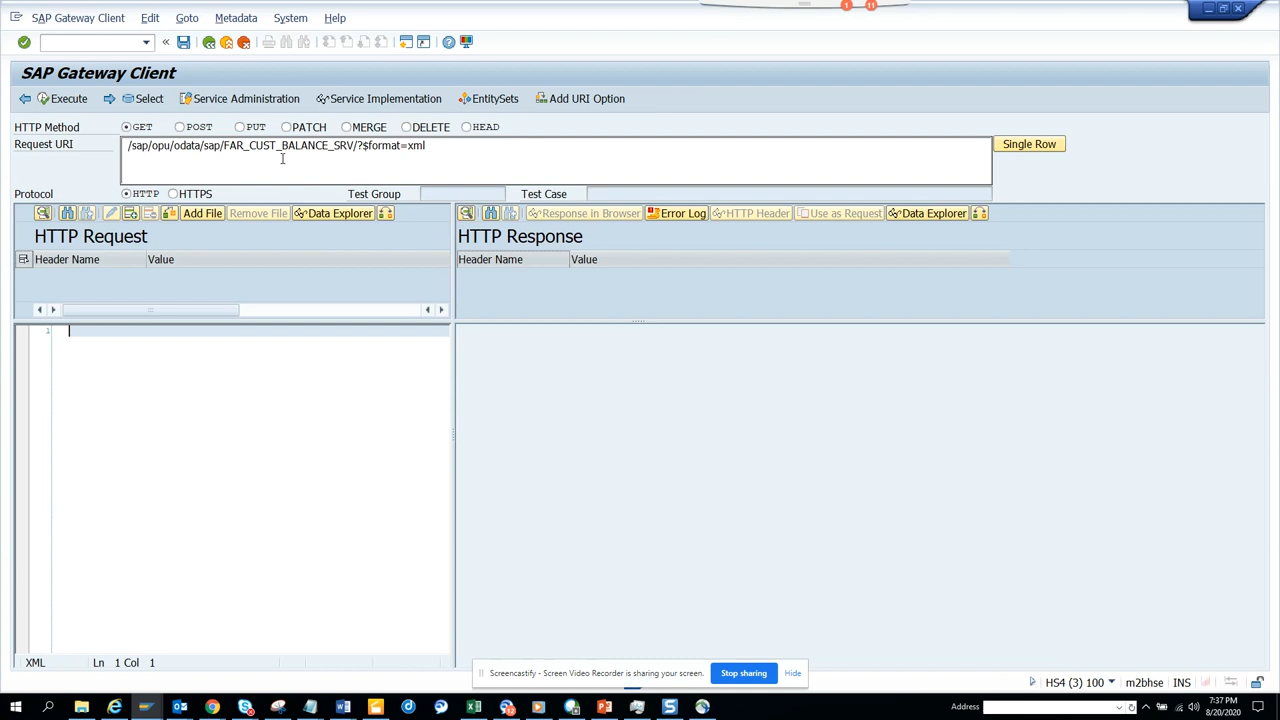 1
11
SAP Gateway Client Edit Goto Metadata System Help
SAP Gateway Client
Execute Select Service Administration Service Implementation EntitySets Add URI Option
HTTP Method GET POST PUT PATCH MERGE DELETE HEAD
Request URI /sap/opu/odata/sap/FAR_CUST_BALANCE_SRV/?$format=xml Single Row
Protocol HTTP HTTPS Test Group Test Case
Add File Remove File Data Explorer Response in Browser Error Log HTTP Header Use as Request Data Explorer
HTTP Request HTTP Response
Header Name Value Header Name Value
1
XML Ln 1 Col 1
Screencastify - Screen Video Recorder is sharing your screen. Stop sharing Hide
HS4 (3) 100 m2bhse INS
Address 7:37 PM
8/20/2020